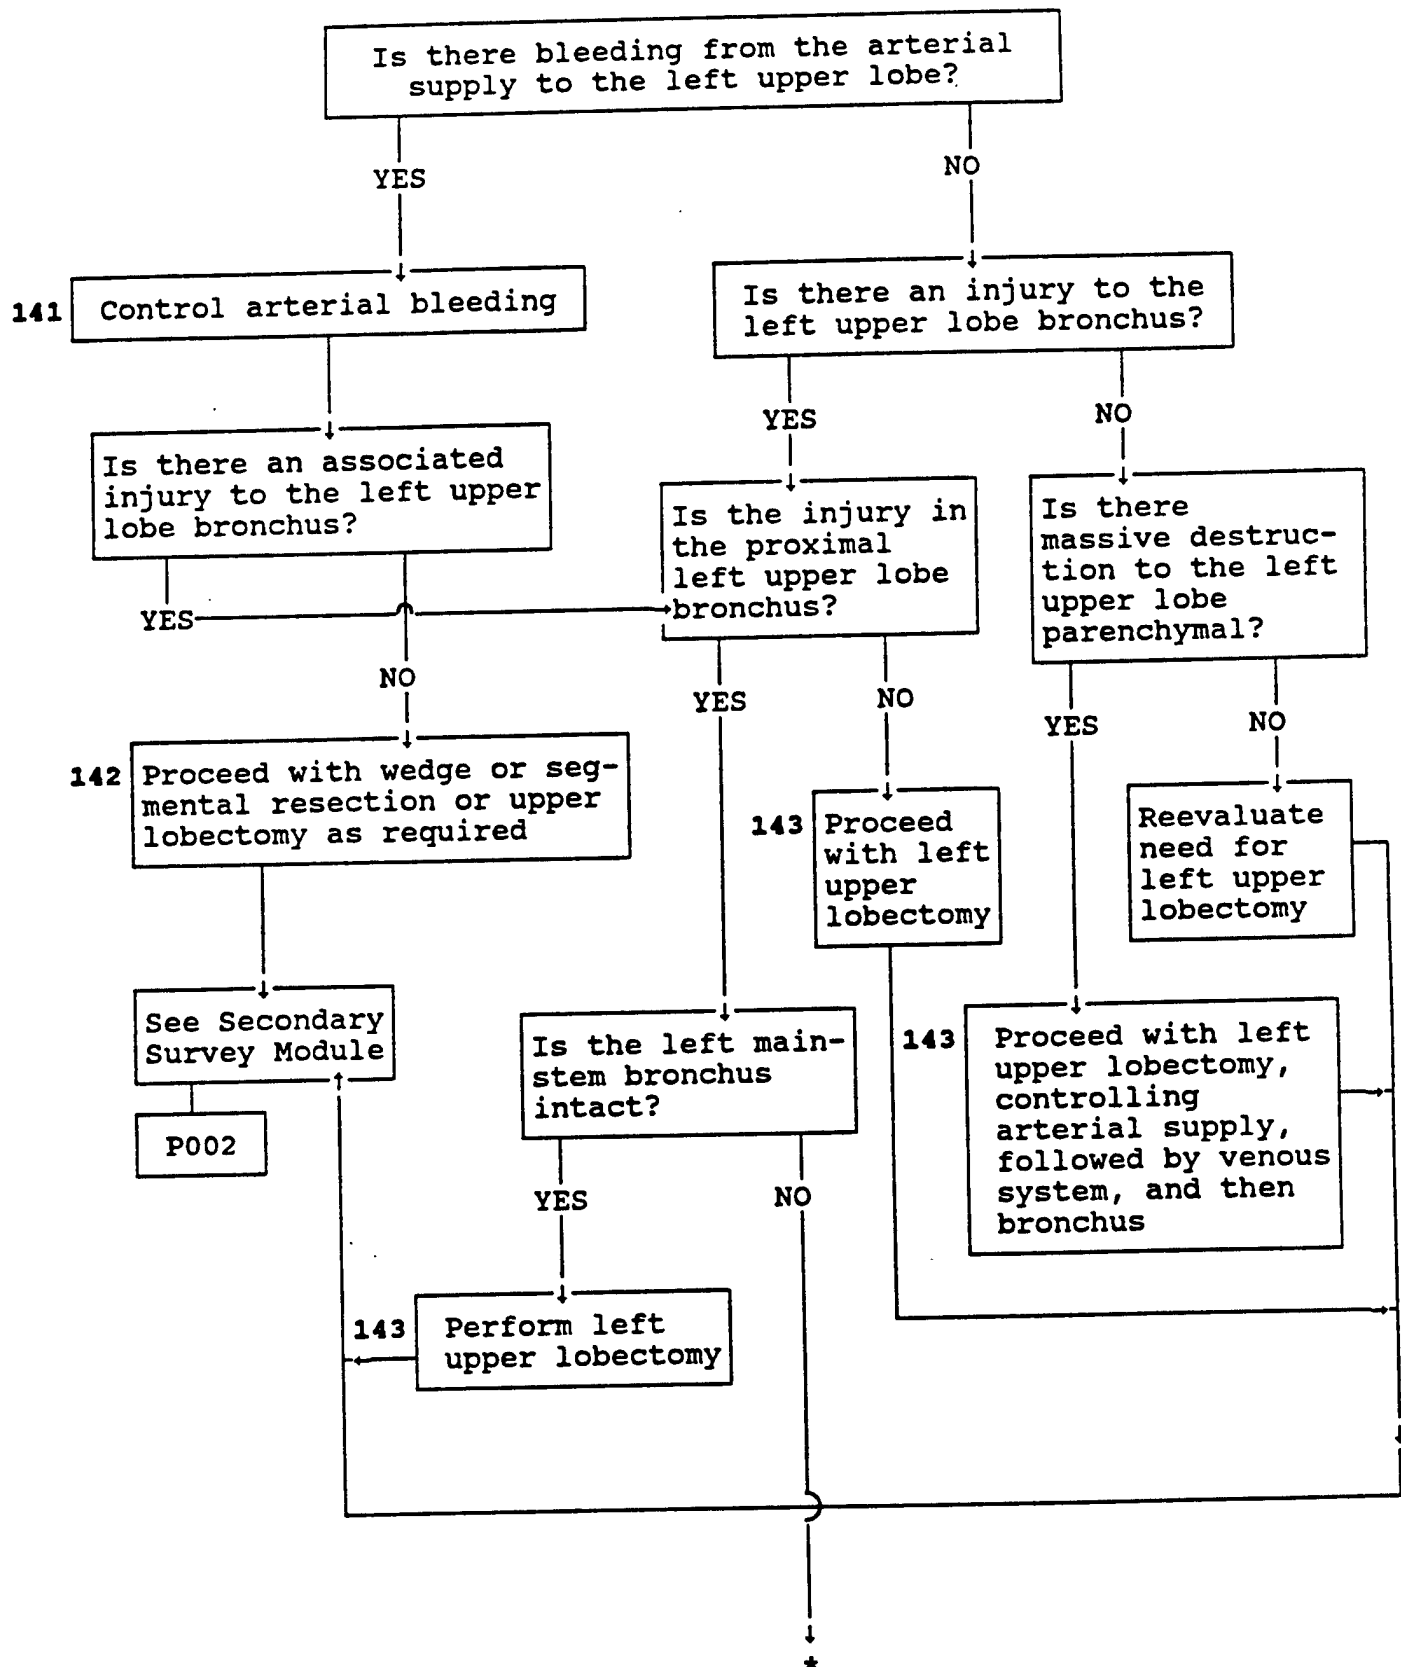 Is there bleeding from the arterial
supply to the left upper lobe?
YES
NO
141
Control arterial bleeding
Is there an injury to the
left upper lobe bronchus?
YES
NO
Is there an associated
injury to the left upper
lobe bronchus?
YES
NO
Is the injury in
the proximal
left upper lobe
bronchus?
YES
NO
Is there
massive destruc-
tion to the left
upper lobe
parenchymal?
YES
NO
142
Proceed with wedge or seg-
mental resection or upper
lobectomy as required
143
Proceed
with left
upper
lobectomy
Reevaluate
need for
left upper
lobectomy
See Secondary
Survey Module
P002
Is the left main-
stem bronchus
intact?
YES
NO
143
Proceed with left
upper lobectomy,
controlling
arterial supply,
followed by venous
system, and then
bronchus
143
Perform left
upper lobectomy
*